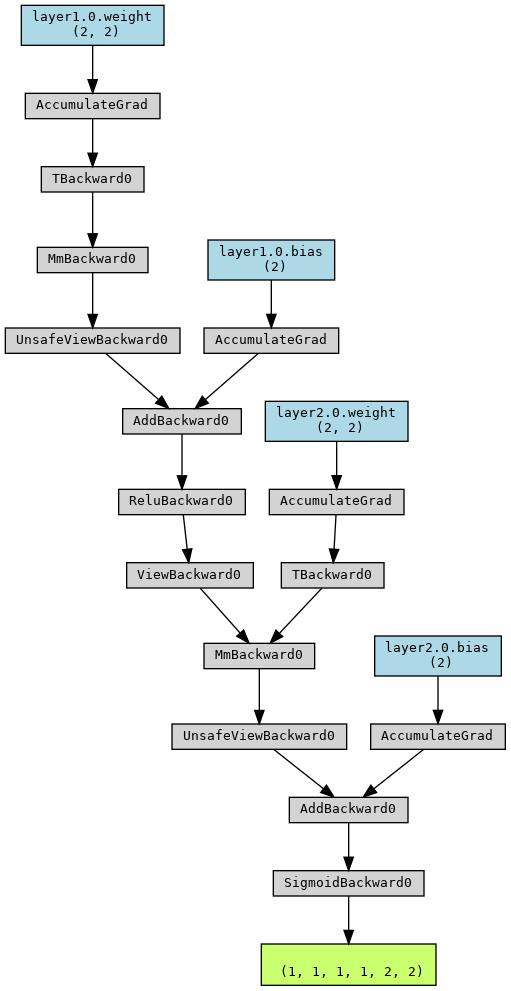 layer1.0.weight
(2, 2)
AccumulateGrad
TBackward0
MmBackward0
layer1.0.bias
(2)
UnsafeViewBackward0
AccumulateGrad
AddBackward0
layer2.0.weight
(2, 2)
ReluBackward0
AccumulateGrad
ViewBackward0
TBackward0
MmBackward0
layer2.0.bias
(2)
UnsafeViewBackward0
AccumulateGrad
AddBackward0
SigmoidBackward0
(1, 1, 1, 1, 2, 2)